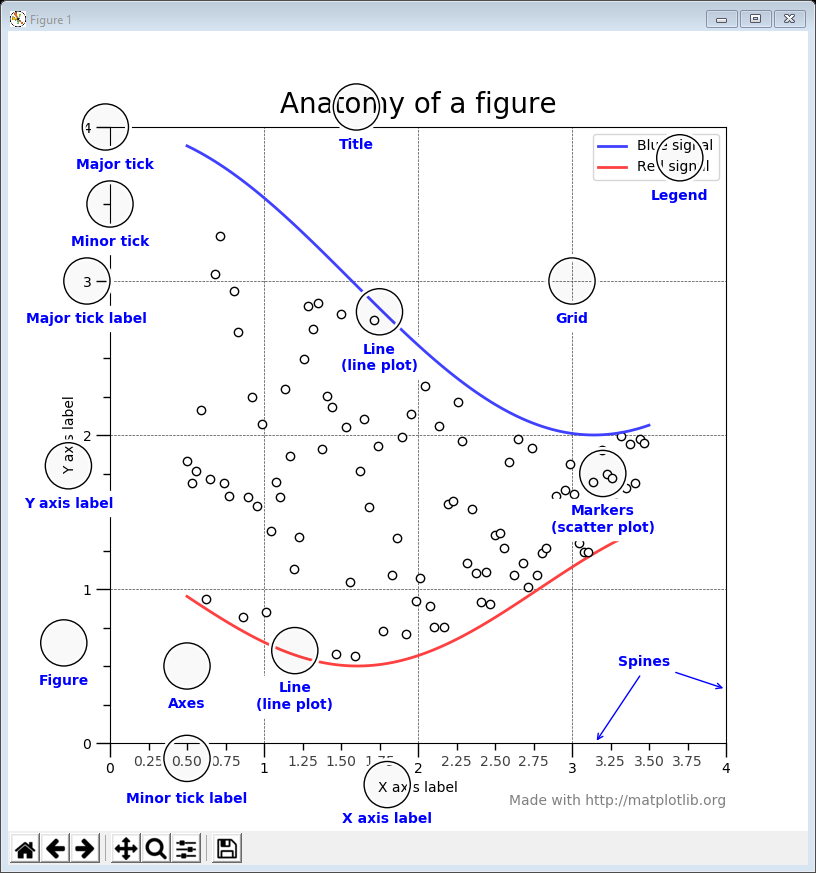 Figure 1
Anatomy of a figure
Title
4
Major tick
Blue signal
Red signal
Legend
Minor tick
3
Major tick label
Grid
Line
(line plot)
Y axis label
2
Y axis label
Markers
(scatter plot)
1
Figure
Axes
Line
(line plot)
Spines
0
0 0.25 0.50 0.75 1 1.25 1.50 1.75 2 2.25 2.50 2.75 3 3.25 3.50 3.75 4
Minor tick label
X axis label
X axis label
Made with http://matplotlib.org